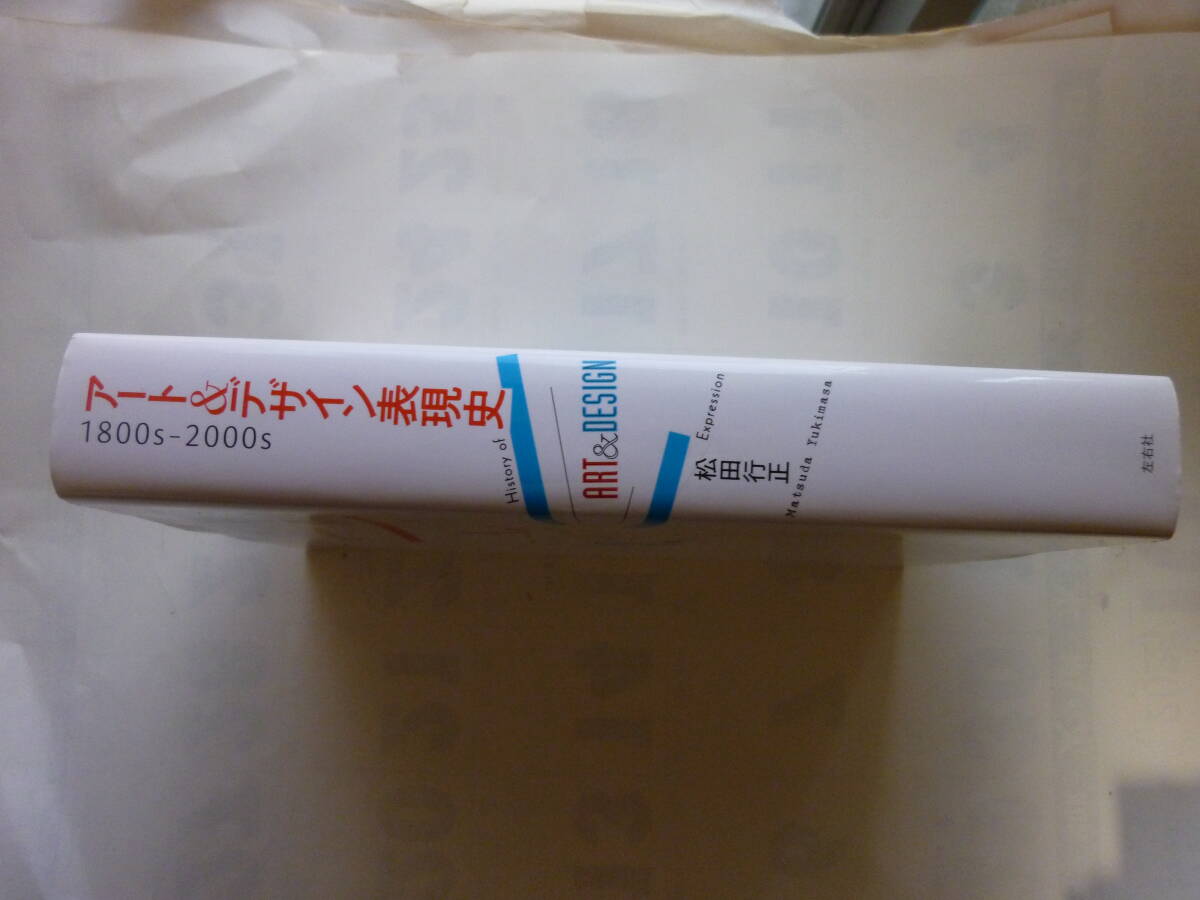 アート&デザイン表現史
1800s-2000s
History of
ART&DESIGN
Expression
松田行正
Matsuda Yukimasa
左右社